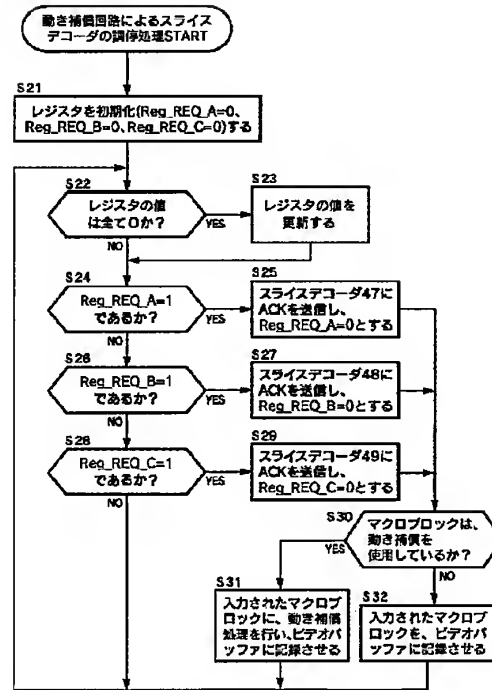 動き補償回路によるスライス
デコーダの調停処理START
S21
レジスタを初期化(Reg_REQ_A=0、
Reg_REQ_B=0、Reg_REQ_C=0)する
S22
レジスタの値
は全て0か?
YES
NO
S23
レジスタの値を
更新する
S24
Reg_REQ_A=1
であるか?
YES
NO
S25
スライスデコーダ47に
ACKを送信し、
Reg_REQ_A=0とする
S26
Reg_REQ_B=1
であるか?
YES
NO
S27
スライスデコーダ48に
ACKを送信し、
Reg_REQ_B=0とする
S28
Reg_REQ_C=1
であるか?
YES
NO
S29
スライスデコーダ49に
ACKを送信し、
Reg_REQ_C=0とする
S30
マクロブロックは、
動き補償を
使用しているか?
YES
NO
S31
入力されたマクロブ
ロックに、動き補償
処理を行い、ビデオバ
ッファに記録させる
S32
入力されたマクロブ
ロックを、ビデオバッ
ファに記録させる